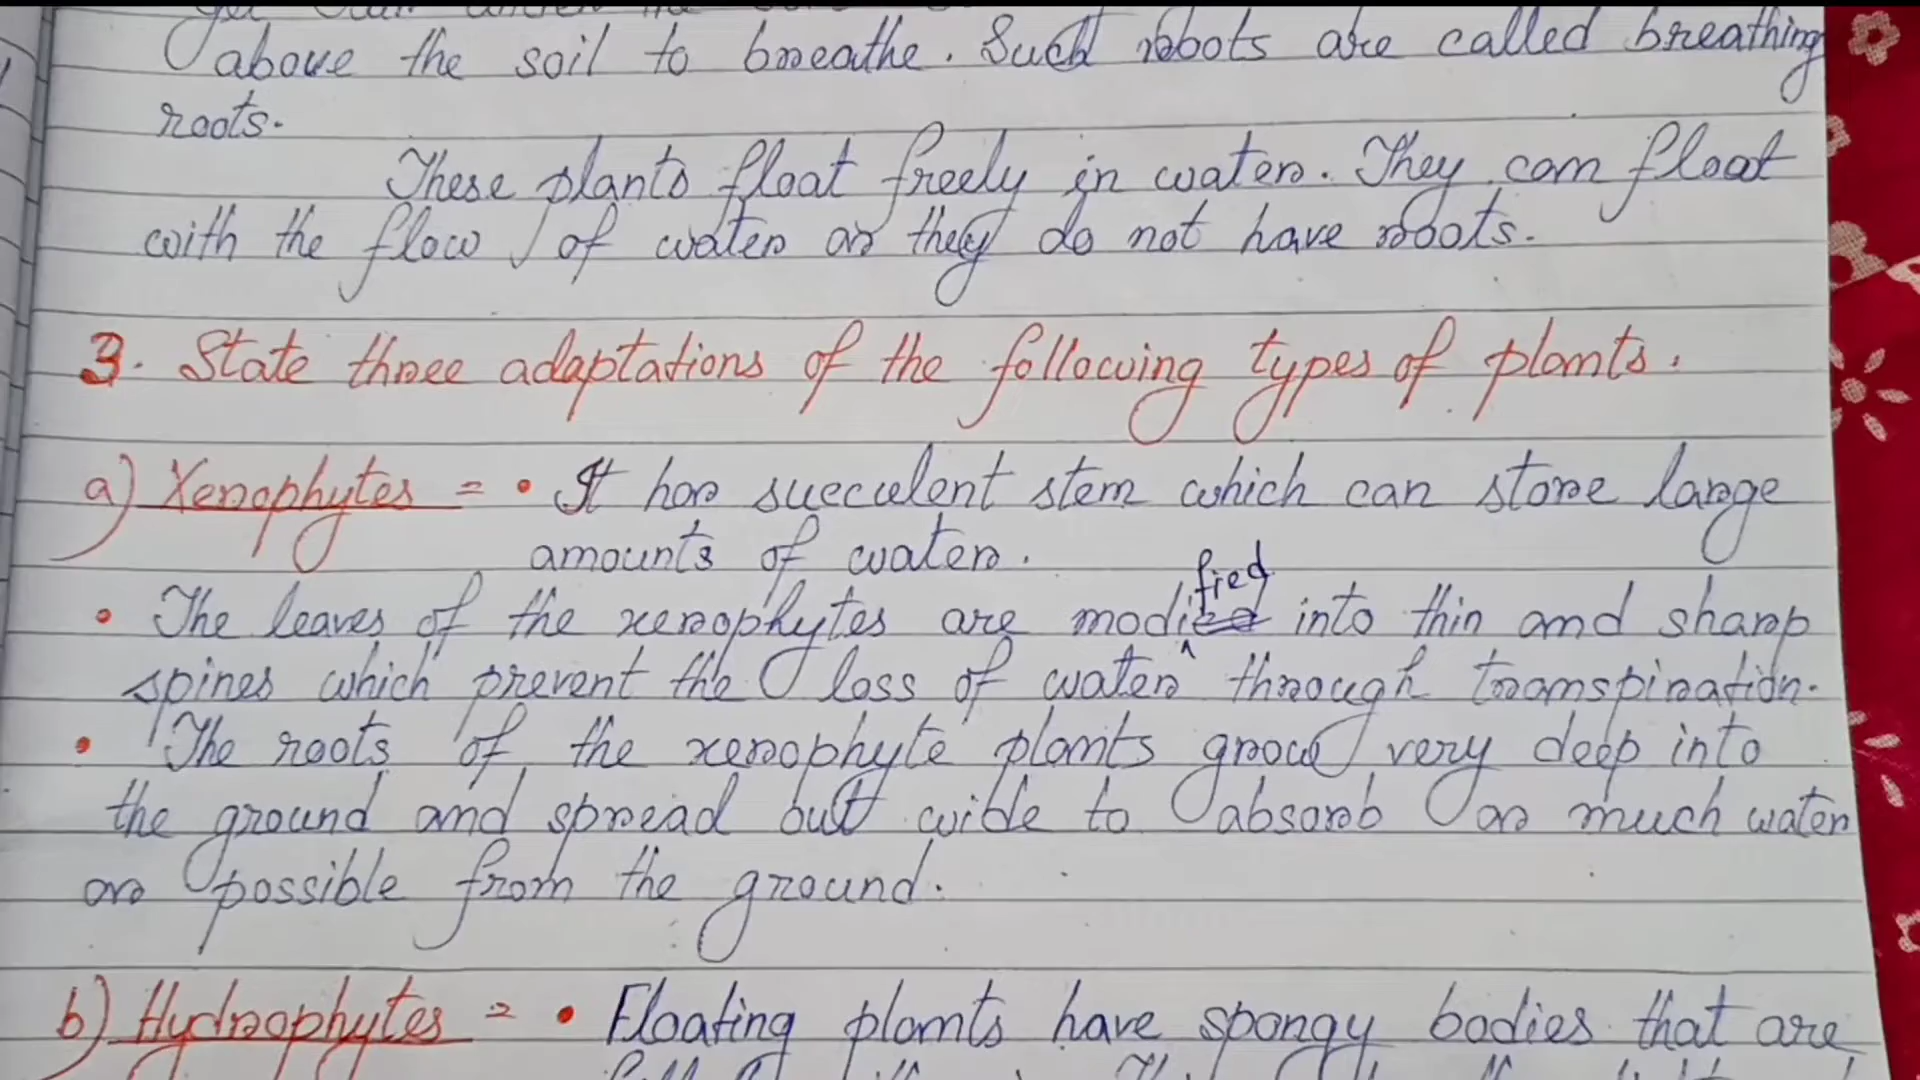 above the soil to breathe. Such roots are called breathing
roots.
These plants float freely in water. They can float
with the flow of water as they do not have roots.
3. State three adaptations of the following types of plants.
a) Xerophytes = • It has succulent stem which can store large
amounts of water.
fied
• The leaves of the xerophytes are modi into thin and sharp
spines which prevent the loss of water through transpiration.
• The roots of the xerophyte plants grow very deep into
the ground and spread but wide to absorb as much water
as possible from the ground.
b) Hydrophytes = • Floating plants have spongy bodies that are